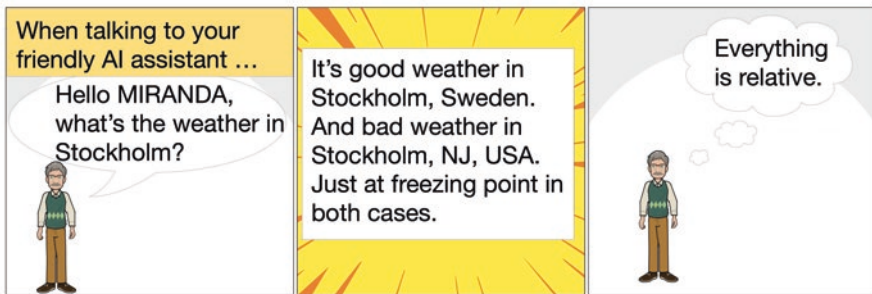 When talking to your
friendly AI assistant …
Hello MIRANDA,
what's the weather in
Stockholm?
It's good weather in
Stockholm, Sweden.
And bad weather in
Stockholm, NJ, USA.
Just at freezing point in
both cases.
Everything
is relative.